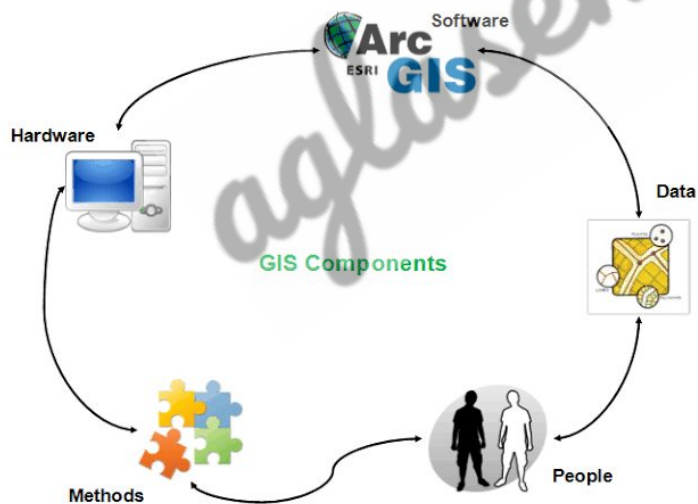 Software
Arc
ESRI GIS
Hardware
Data
GIS Components
People
Methods